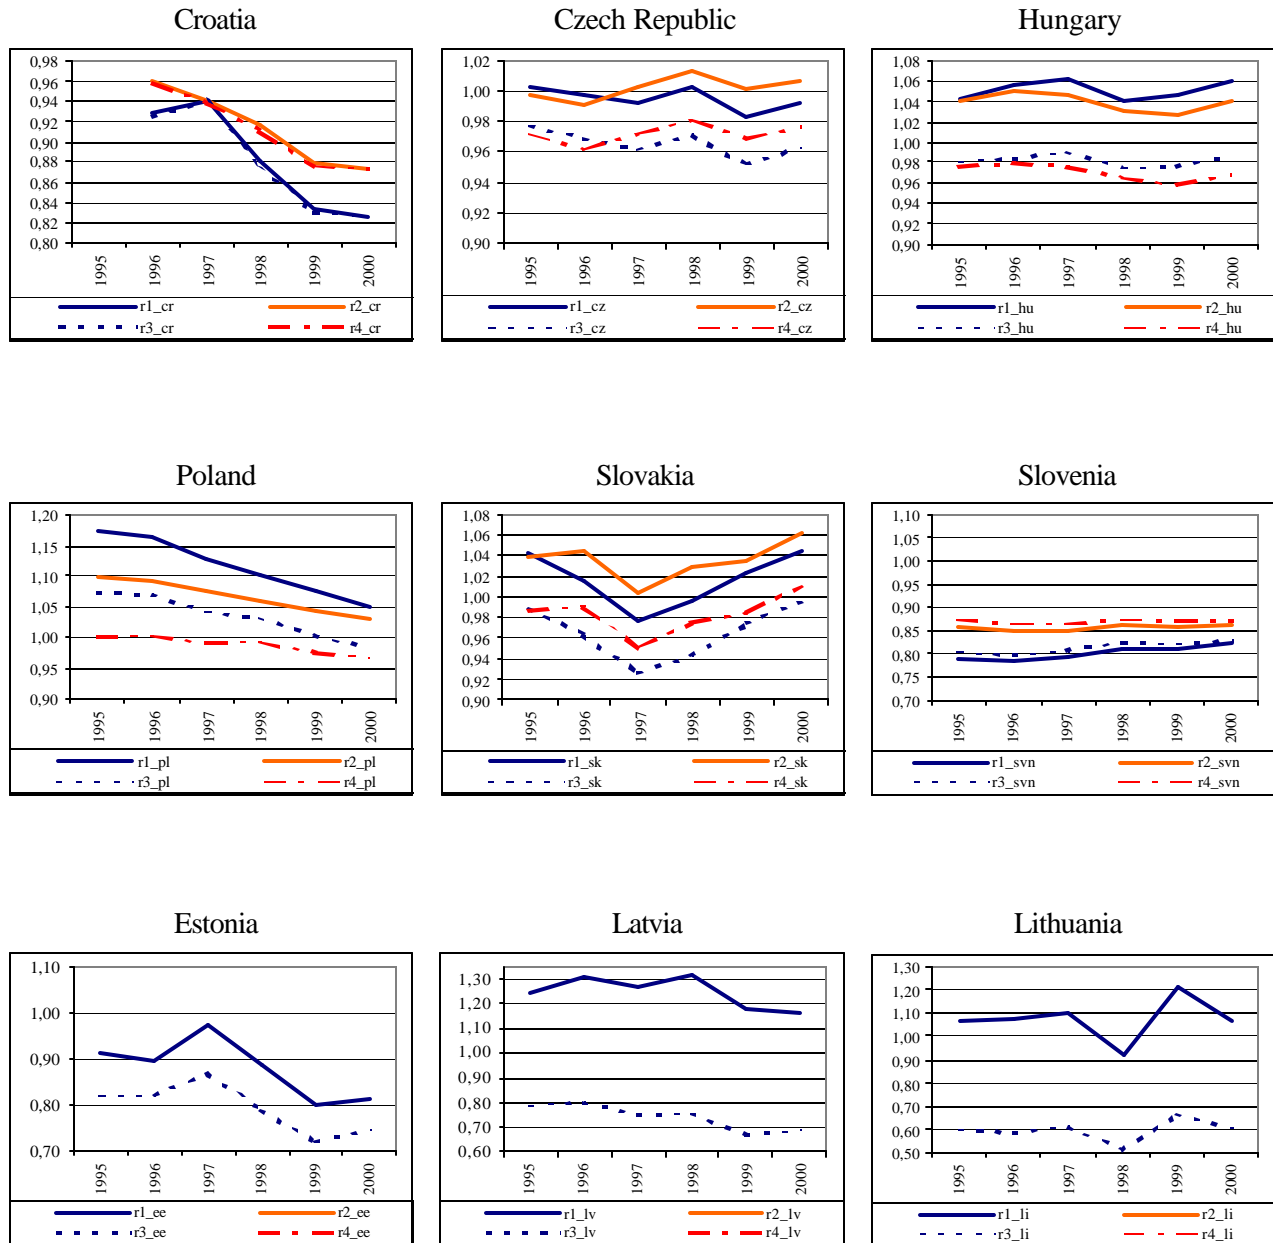 Croatia
0,98
0,96
0,94
0,92
0,90
0,88
0,86
0,84
0,82
0,80
1995
1996
1997
1998
1999
2000
r1_cr
r2_cr
r3_cr
r4_cr
Czech Republic
1,02
1,00
0,98
0,96
0,94
0,92
0,90
1995
1996
1997
1998
1999
2000
r1_cz
r2_cz
r3_cz
r4_cz
Hungary
1,08
1,06
1,04
1,02
1,00
0,98
0,96
0,94
0,92
0,90
1995
1996
1997
1998
1999
2000
r1_hu
r2_hu
r3_hu
r4_hu
Poland
1,20
1,15
1,10
1,05
1,00
0,95
0,90
1995
1996
1997
1998
1999
2000
r1_pl
r2_pl
r3_pl
r4_pl
Slovakia
1,08
1,06
1,04
1,02
1,00
0,98
0,96
0,94
0,92
0,90
1995
1996
1997
1998
1999
2000
r1_sk
r2_sk
r3_sk
r4_sk
Slovenia
1,10
1,00
0,95
0,90
0,85
0,80
0,75
0,70
1995
1996
1997
1998
1999
2000
r1_svn
r2_svn
r3_svn
r4_svn
Estonia
1,10
1,00
0,90
0,80
0,70
1995
1996
1997
1998
1999
2000
r1_ee
r2_ee
r3_ee
r4_ee
Latvia
1,30
1,20
1,10
1,00
0,90
0,80
0,70
0,60
1995
1996
1997
1998
1999
2000
r1_lv
r2_lv
r3_lv
r4_lv
Lithuania
1,30
1,20
1,10
1,00
0,90
0,80
0,70
0,60
0,50
1995
1996
1997
1998
1999
2000
r1_li
r2_li
r3_li
r4_li